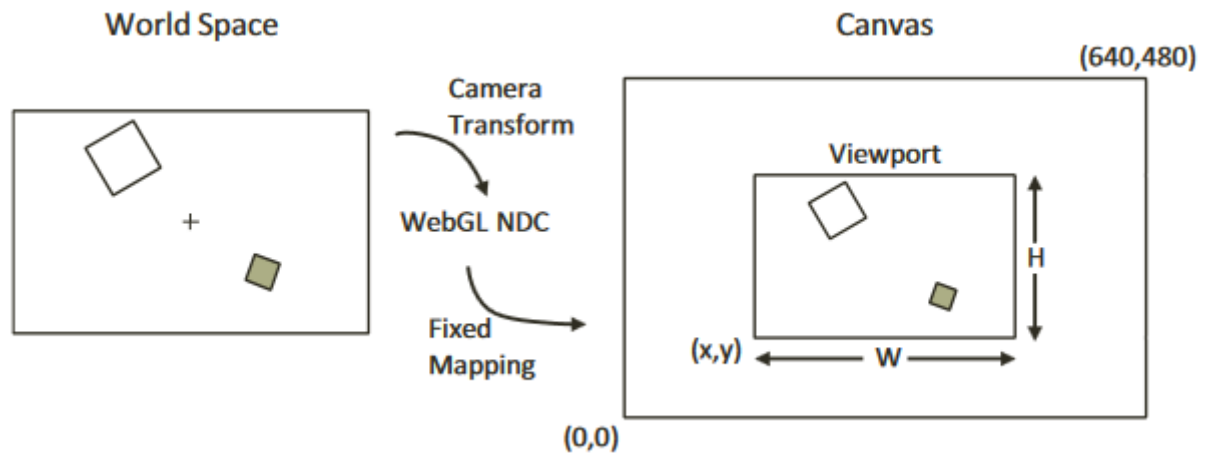 World Space
Canvas
(640,480)
Camera
Transform
Viewport
WebGL NDC
H
Fixed
Mapping
(x,y)
W
(0,0)